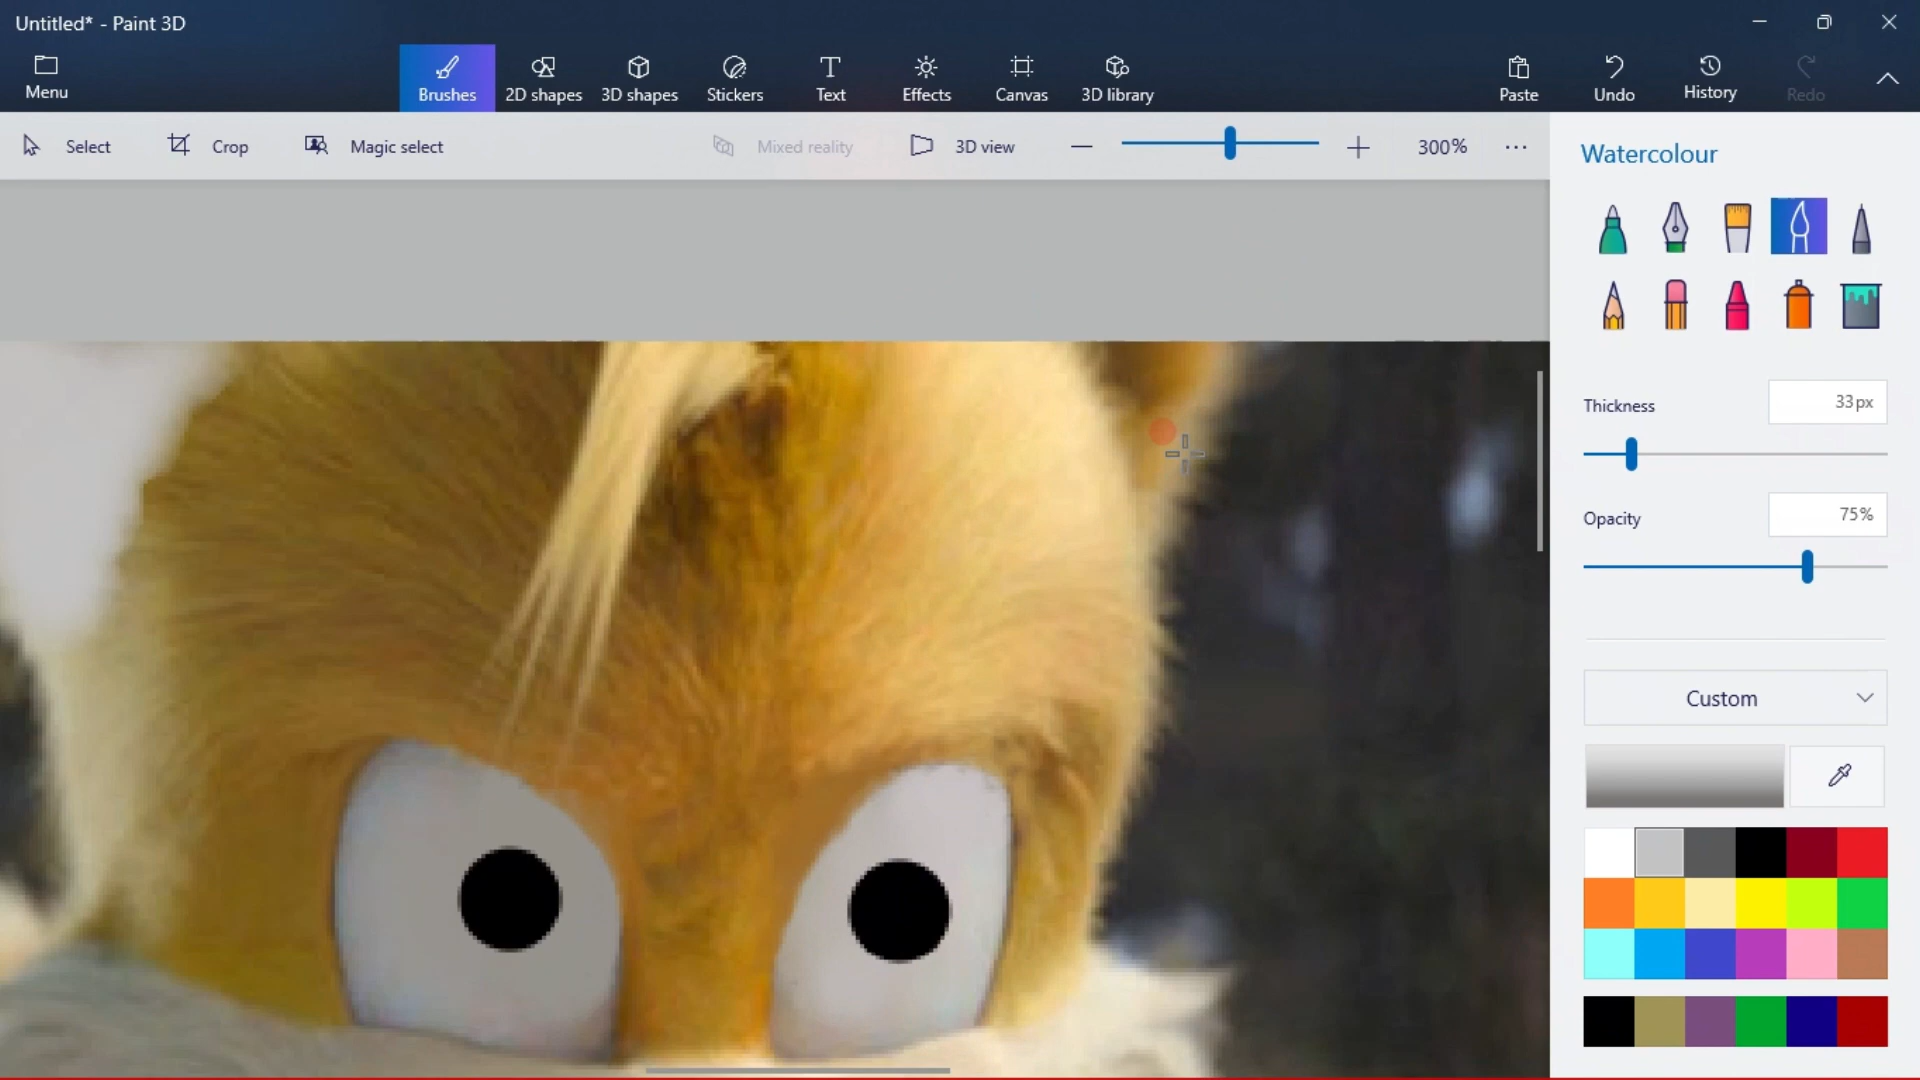 Untitled* - Paint 3D
Menu
Brushes
2D shapes
3D shapes
Stickers
Text
Effects
Canvas
3D library
Paste
Undo
History
Redo
Select
Crop
Magic select
Mixed reality
3D view
300%
Watercolour
Thickness
33px
Opacity
75%
Custom